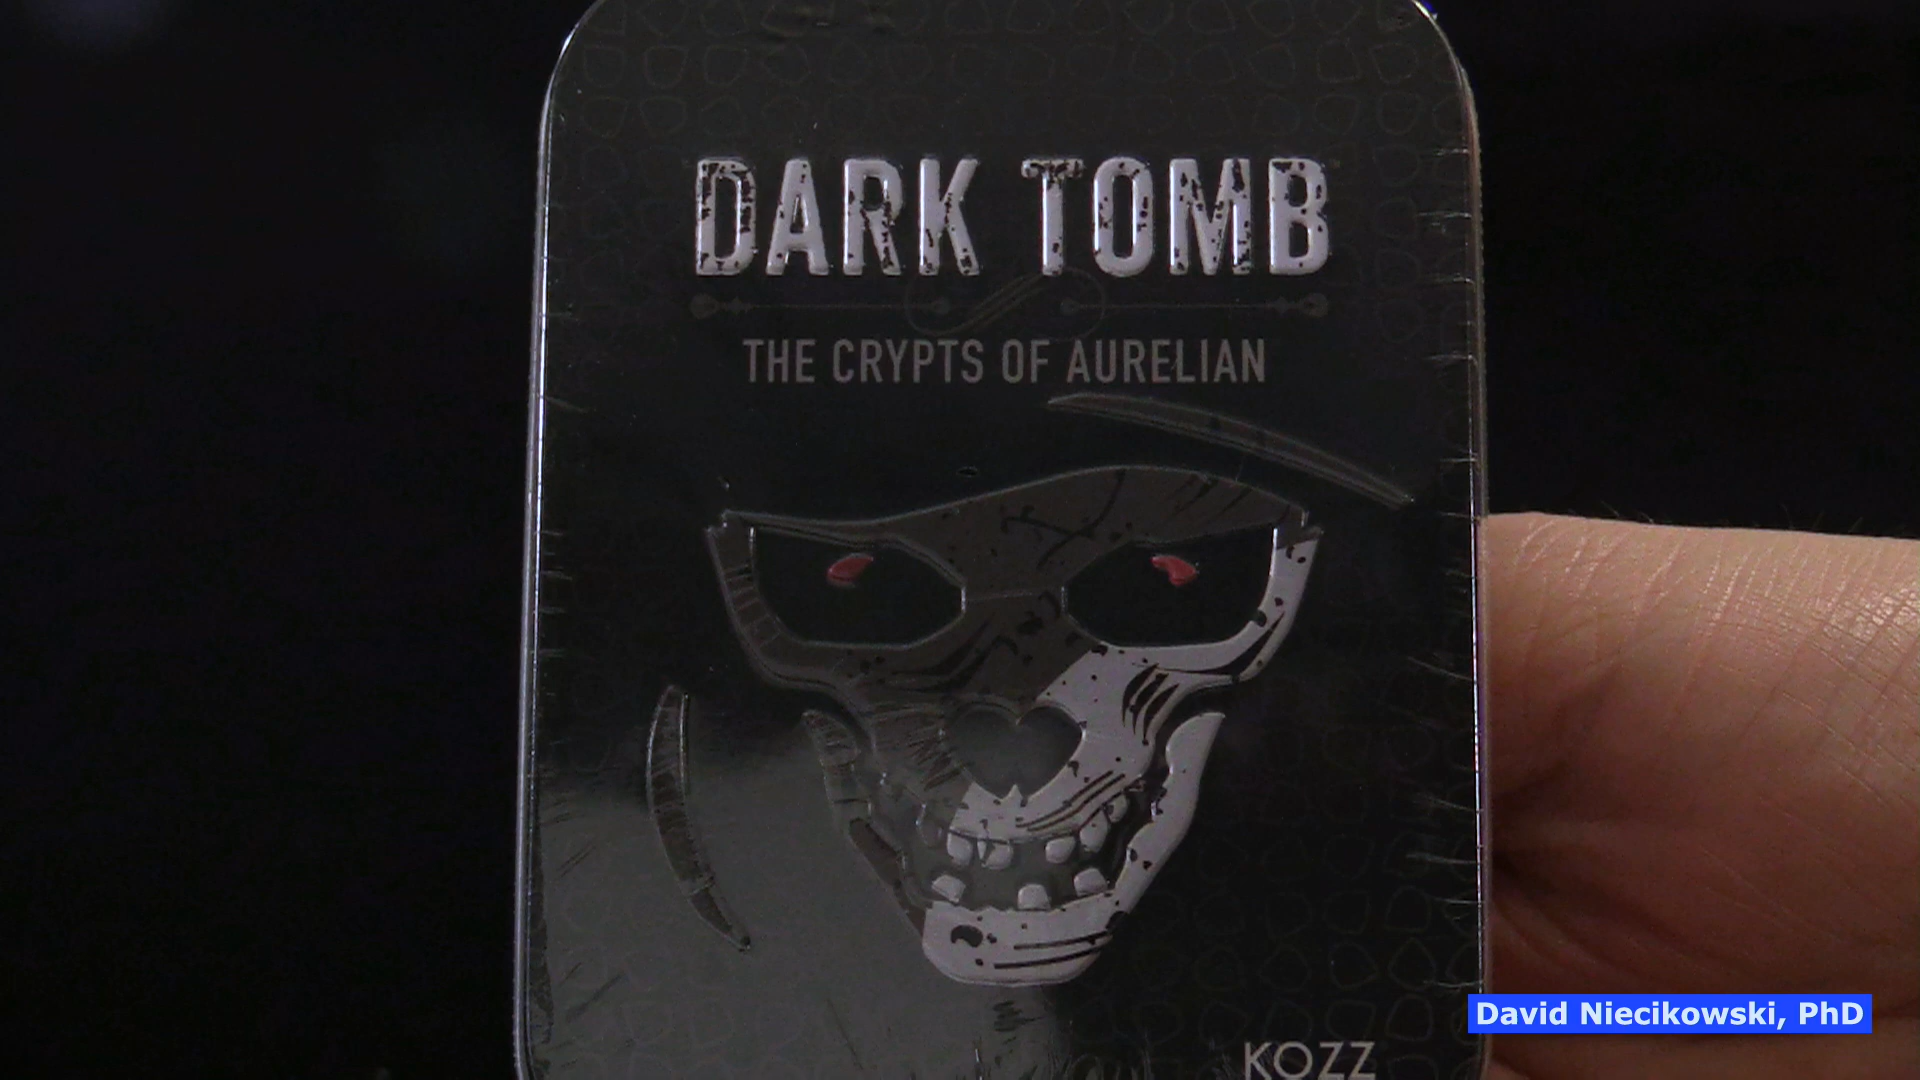 DARK TOMB
THE CRYPTS OF AURELIAN
KOZZ
David Niecikowski, PhD